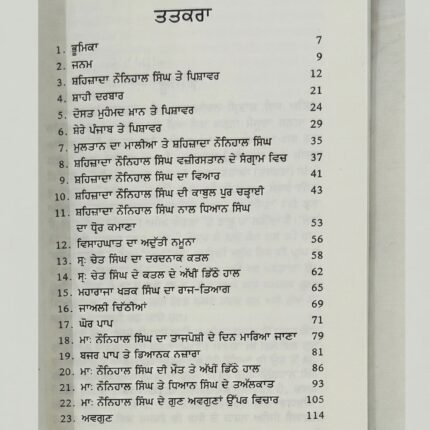 ਤਤਕਰਾ
1. ਭੂਮਿਕਾ 7
2. ਜਨਮ 9
3. ਸ਼ਹਿਜ਼ਾਦਾ ਨੌਨਿਹਾਲ ਸਿੰਘ ਤੇ ਪਿਸ਼ਾਵਰ 12
4. ਸ਼ਾਹੀ ਦਰਬਾਰ 21
5. ਦੋਸਤ ਮੁਹੰਮਦ ਖ਼ਾਨ ਤੇ ਪਿਸ਼ਾਵਰ 24
6. ਸ਼ੇਰੇ ਪੰਜਾਬ ਤੇ ਪਿਸ਼ਾਵਰ 29
7. ਮੁਲਤਾਨ ਦਾ ਮਾਲੀਆ ਤੇ ਸ਼ਹਿਜ਼ਾਦਾ ਨੌਨਿਹਾਲ ਸਿੰਘ 35
8. ਸ਼ਹਿਜ਼ਾਦਾ ਨੌਨਿਹਾਲ ਸਿੰਘ ਵਜ਼ੀਰਸਤਾਨ ਦੇ ਸੰਗ੍ਰਾਮ ਵਿਚ 37
9. ਸ਼ਹਿਜ਼ਾਦਾ ਨੌਨਿਹਾਲ ਸਿੰਘ ਦਾ ਵਿਆਰ 41
10. ਸ਼ਹਿਜ਼ਾਦਾ ਨੌਨਿਹਾਲ ਸਿੰਘ ਦੀ ਕਾਬੁਲ ਪੁਰ ਚੜ੍ਹਾਈ 43
11. ਸ਼ਹਿਜ਼ਾਦਾ ਨੌਨਿਹਾਲ ਸਿੰਘ ਨਾਲ ਧਿਆਨ ਸਿੰਘ
ਦਾ ਧ੍ਰੋਹ ਕਮਾਣਾ 53
12. ਵਿਸਾਹਘਾਤ ਦਾ ਅਦੁੱਤੀ ਨਮੂਨਾ 56
13. ਸ੍ਰ: ਚੇਤ ਸਿੰਘ ਦਾ ਦਰਦਨਾਕ ਕਤਲ 58
14. ਸ੍ਰ: ਚੇਤ ਸਿੰਘ ਦੇ ਕਤਲ ਦੇ ਅੱਖੀਂ ਡਿੱਠੇ ਹਾਲ 62
15. ਮਹਾਰਾਜਾ ਖੜਕ ਸਿੰਘ ਦਾ ਰਾਜ-ਤਿਆਗ 65
16. ਜਾਅਲੀ ਚਿੱਠੀਆਂ 69
17. ਘੋਰ ਪਾਪ 71
18. ਮਾ: ਨੌਨਿਹਾਲ ਸਿੰਘ ਦਾ ਤਾਜਪੋਸ਼ੀ ਦੇ ਦਿਨ ਮਾਰਿਆ ਜਾਣਾ 79
19. ਬਜਰ ਪਾਪ ਤੇ ਭਿਆਨਕ ਨਜ਼ਾਰਾ 81
20. ਮਾ: ਨੌਨਿਹਾਲ ਸਿੰਘ ਦੀ ਮੌਤ ਤੇ ਅੱਖੀਂ ਡਿੱਠੇ ਹਾਲ 86
21. ਮਾ: ਨੌਨਿਹਾਲ ਸਿੰਘ ਤੇ ਧਿਆਨ ਸਿੰਘ ਦੇ ਤਅੱਲਕਾਤ 93
22. ਮਾ: ਨੌਨਿਹਾਲ ਸਿੰਘ ਦੇ ਗੁਣ ਅਵਗੁਣਾਂ ਉੱਪਰ ਵਿਚਾਰ 105
23. ਅਵਗੁਣ 114